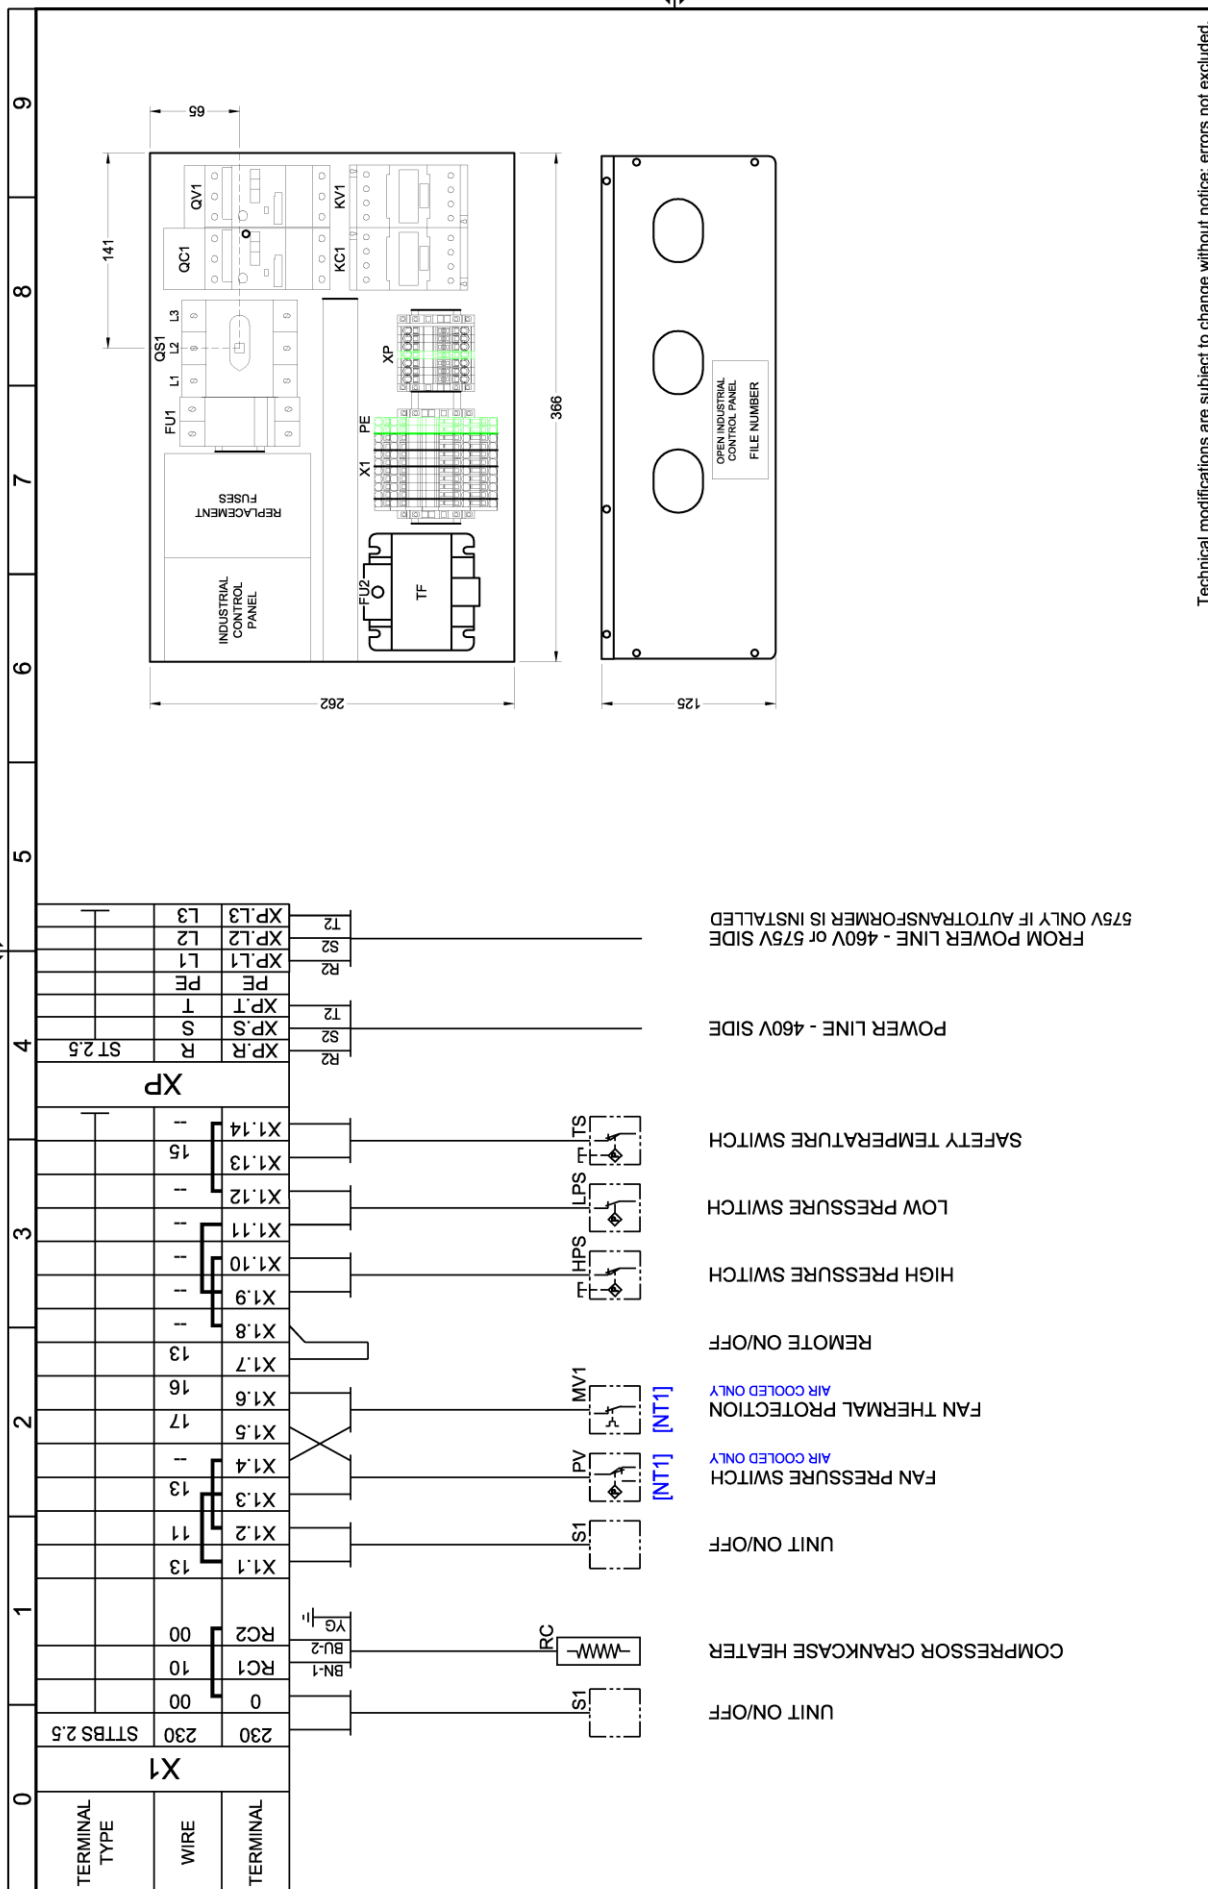 0
1
2
3
4
5
6
7
8
9
TERMINAL
TYPE
WIRE
TERMINAL
X1
STTBS 2.5
230
230
00
0
10
RC1
00
RC2
13
X1.1
11
X1.2
13
X1.3
--
X1.4
17
X1.5
16
X1.6
13
X1.7
--
X1.8
--
X1.9
--
X1.10
--
X1.11
--
X1.12
15
X1.13
--
X1.14
XP
ST 2.5
R
XP.R
S
XP.S
T
XP.T
PE
PE
L1
XP.L1
L2
XP.L2
L3
XP.L3
BN-1
BU-2
YG
R2
S2
T2
R2
S2
T2
S1
UNIT ON/OFF
RC
COMPRESSOR CRANKCASE HEATER
S1
UNIT ON/OFF
PV
[NT1]
FAN PRESSURE SWITCH
AIR COOLED ONLY
MV1
[NT1]
FAN THERMAL PROTECTION
AIR COOLED ONLY
REMOTE ON/OFF
HPS
P
HIGH PRESSURE SWITCH
LPS
P
LOW PRESSURE SWITCH
TS
SAFETY TEMPERATURE SWITCH
POWER LINE - 460V SIDE
FROM POWER LINE - 460V or 575V SIDE
575V ONLY IF AUTOTRANSFORMER IS INSTALLED
65
141
QV1
QC1
KV1
KC1
QS1
L1
L2
L3
FU1
XP
PE
X1
REPLACEMENT
FUSES
INDUSTRIAL
CONTROL
PANEL
FU2
TF
366
262
125
OPEN INDUSTRIAL
CONTROL PANEL
FILE NUMBER
Technical modifications are subject to change without notice; errors not excluded.